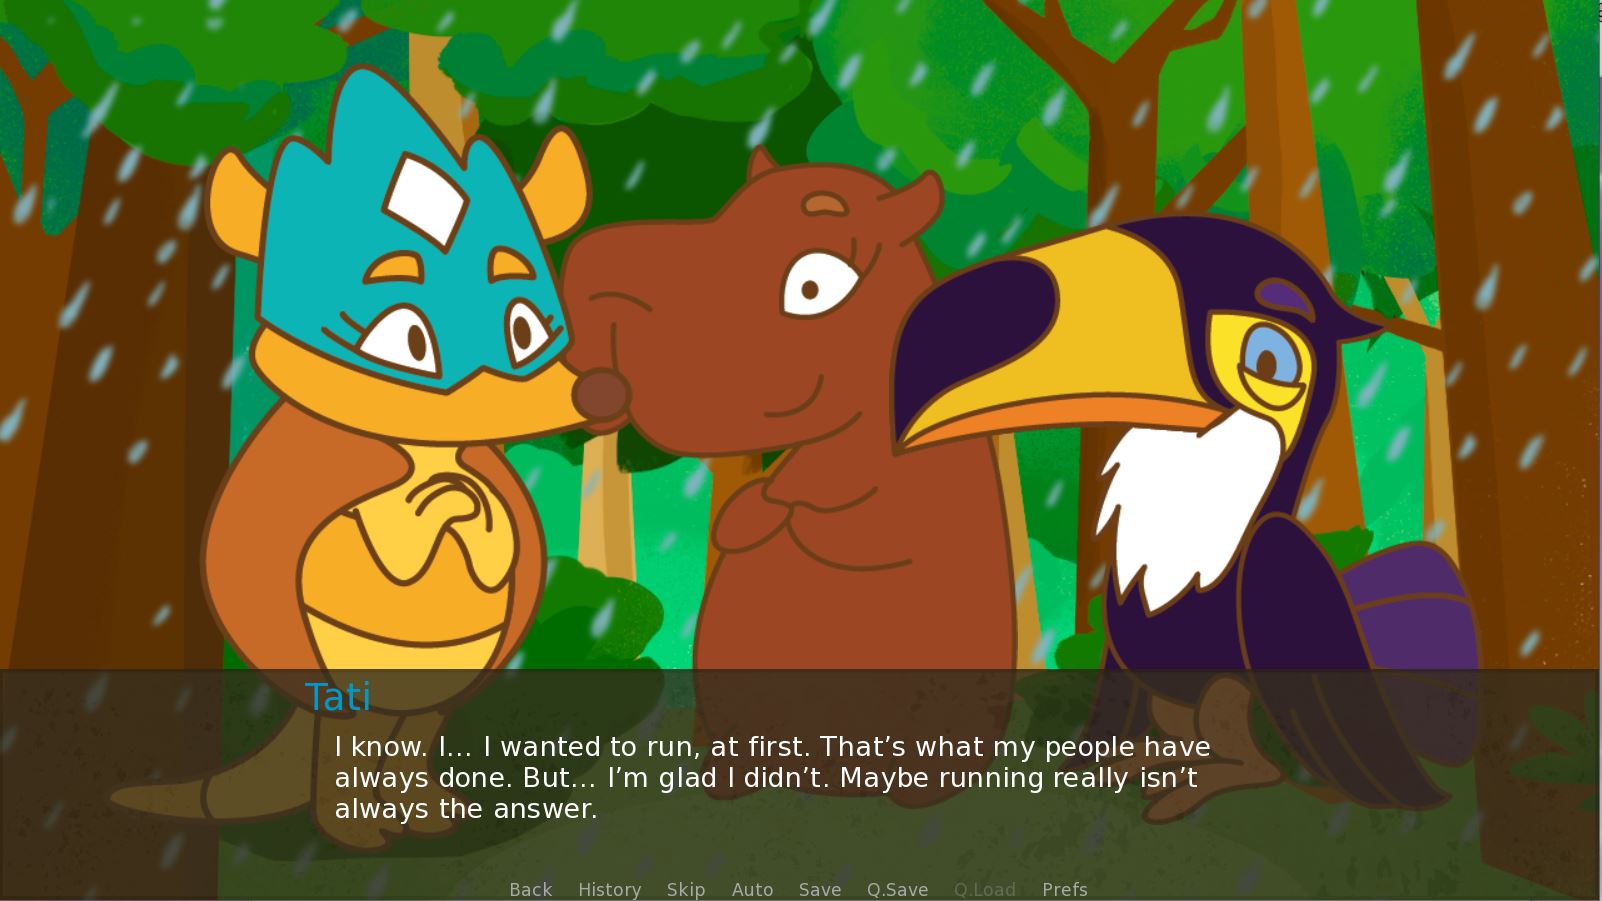 Tati
I know. I... I wanted to run, at first. That’s what my people have
always done. But... I’m glad I didn’t. Maybe running really isn’t
always the answer.
Back History Skip Auto Save Q.Save Q.Load Prefs